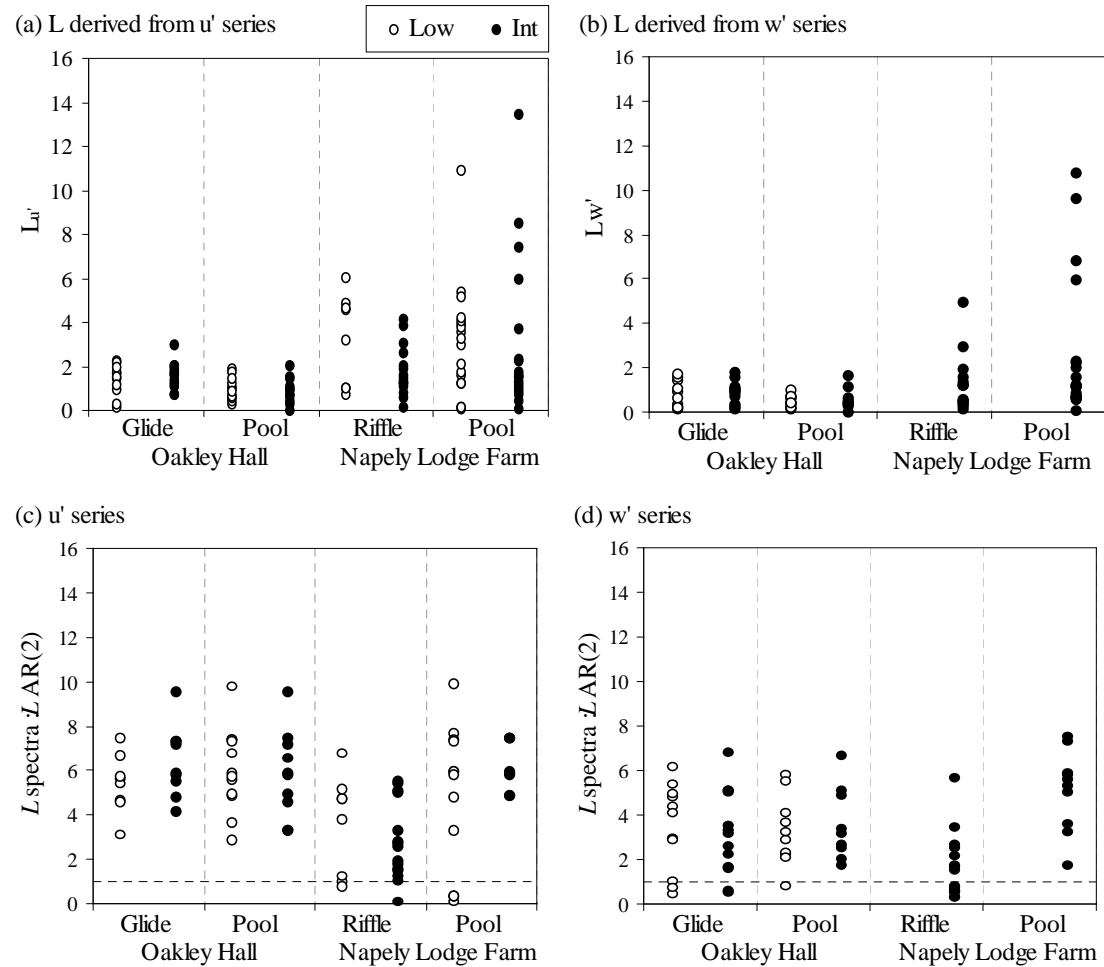 (a) L derived from u' series
Low Int
(b) L derived from w' series
16
14
12
10
8
6
4
2
0
Lu'
Glide Pool Riffle Pool
Oakley Hall Napely Lodge Farm
16
14
12
10
8
6
4
2
0
Lw'
Glide Pool Riffle Pool
Oakley Hall Napely Lodge Farm
(c) u' series
16
14
12
10
8
6
4
2
0
L spectra :L AR(2)
Glide Pool Riffle Pool
Oakley Hall Napely Lodge Farm
(d) w' series
16
14
12
10
8
6
4
2
0
L spectra :L AR(2)
Glide Pool Riffle Pool
Oakley Hall Napely Lodge Farm